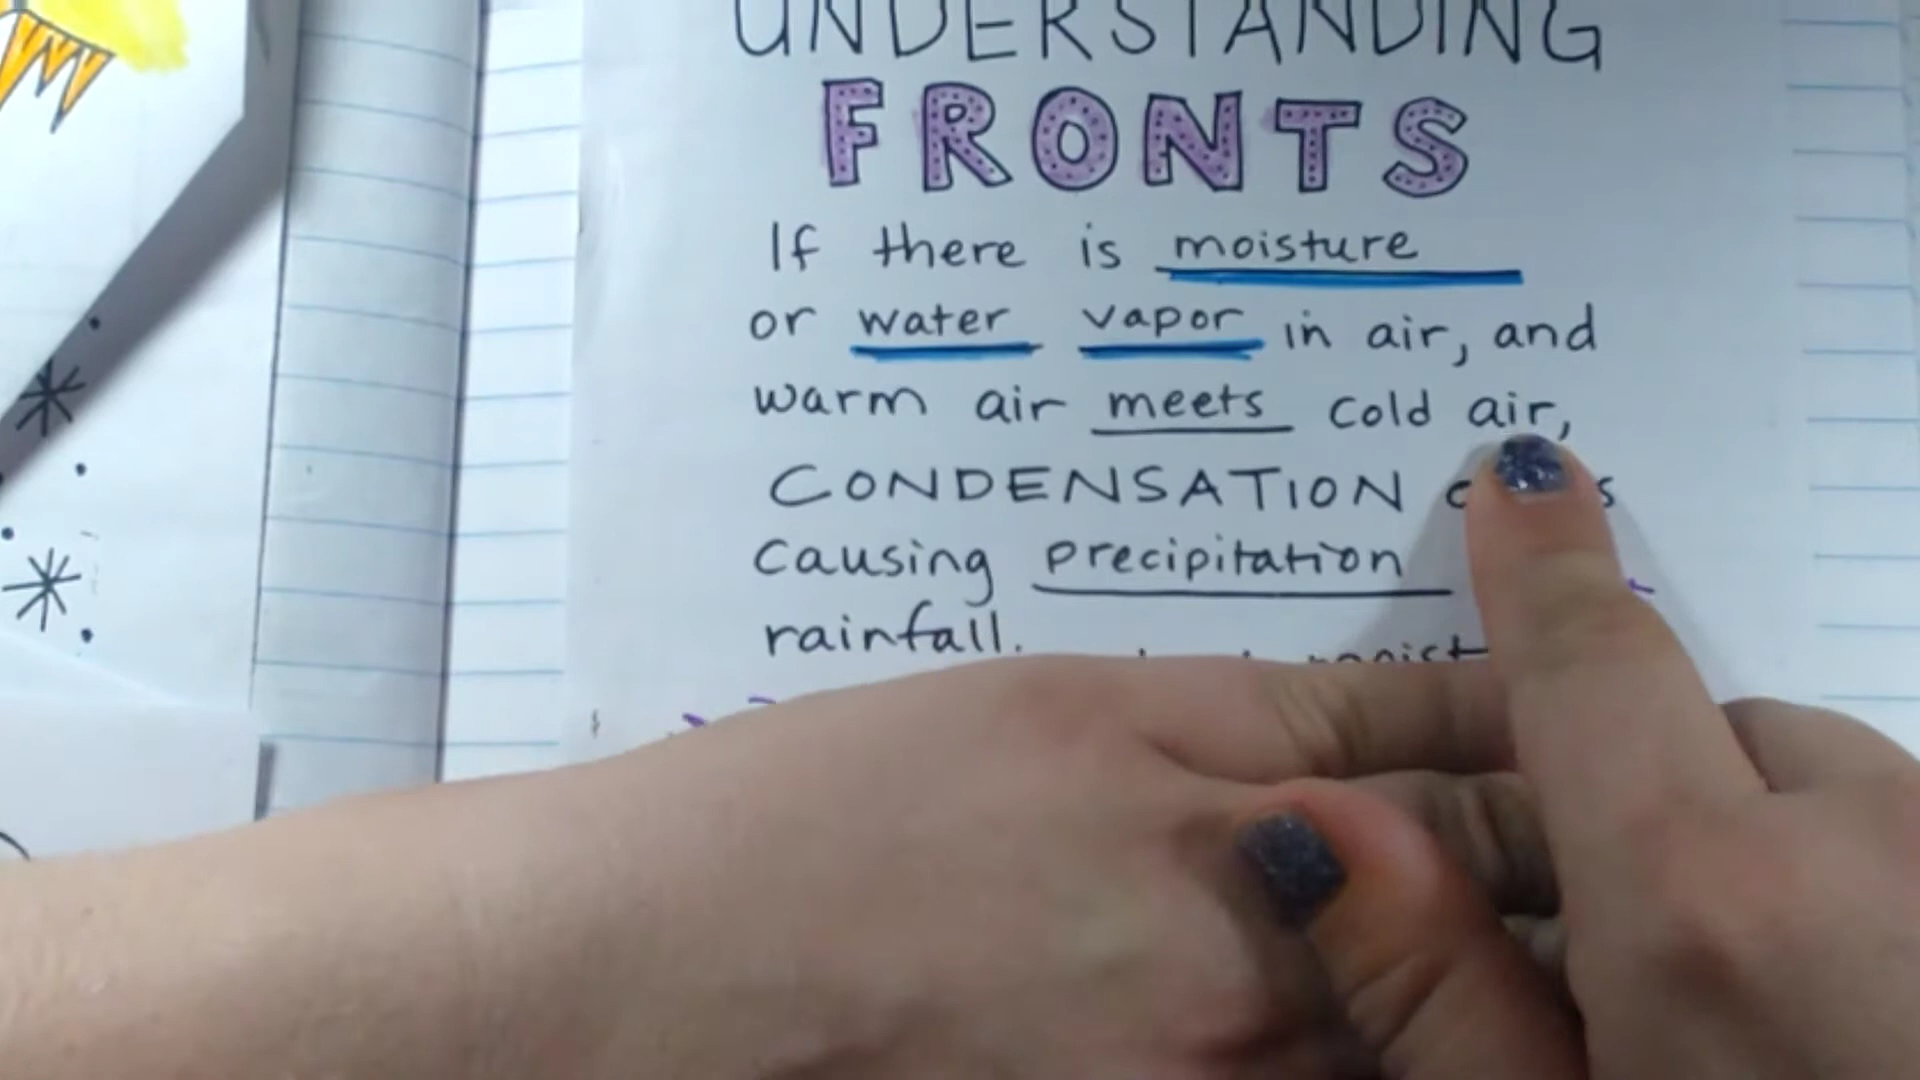 UNDERSTANDING
FRONTS
If there is moisture
or water vapor in air, and
warm air meets cold air,
CONDENSATION
causing precipitation
rainfall.